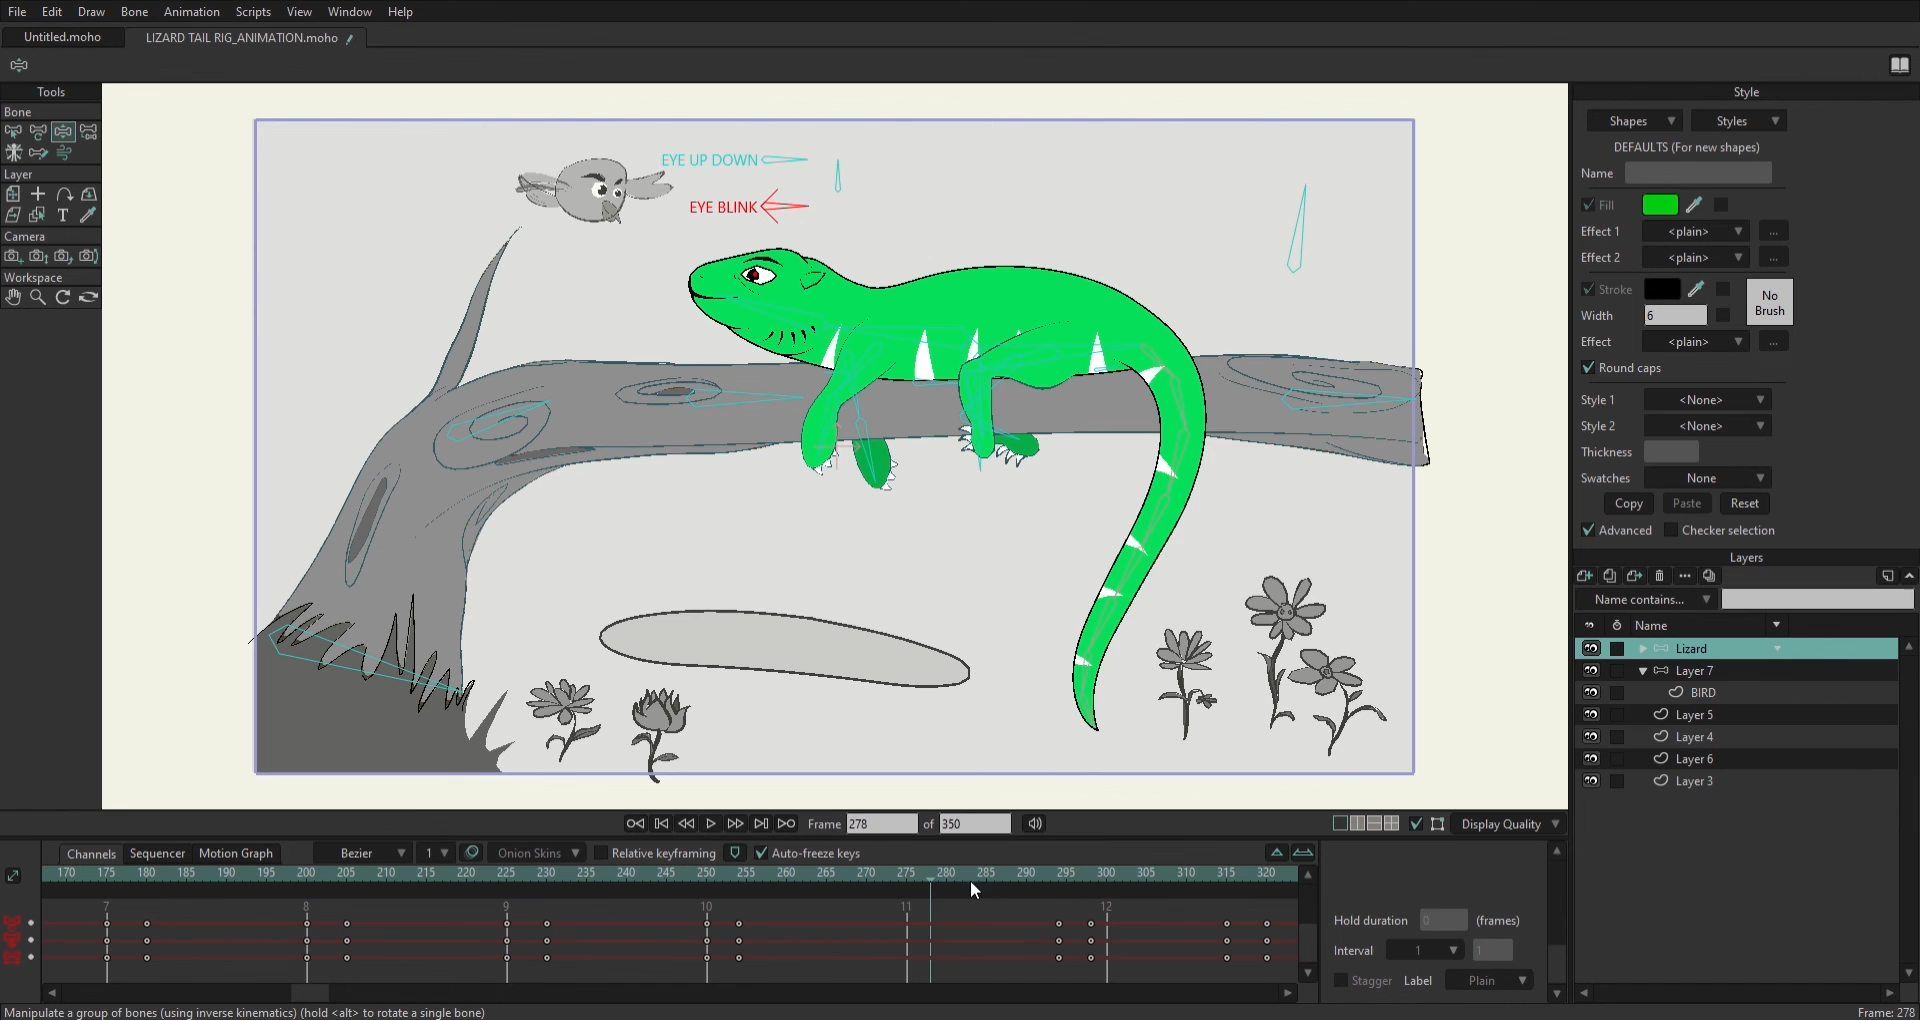 File Edit Draw Bone Animation Scripts View Window Help
Untitled.moho LIZARD TAIL RIG_ANIMATION.moho
Tools
Bone
Layer
T
Camera
Workspace
EYE UP DOWN
EYE BLINK
Style
Shapes Styles
DEFAULTS (For new shapes)
Name
Fill
Effect 1 <plain> ...
Effect 2 <plain> ...
Stroke
No Brush
Width 6
Effect <plain> ...
Round caps
Style 1 <None>
Style 2 <None>
Thickness
Swatches None
Copy Paste Reset
Advanced Checker selection
Layers
Name contains...
Name
Lizard
Layer 7
BIRD
Layer 5
Layer 4
Layer 6
Layer 3
Frame 278 of 350 Display Quality
Channels Sequencer Motion Graph Bezier 1 Onion Skins Relative keyframing Auto-freeze keys
170 175 180 185 190 195 200 205 210 215 220 225 230 235 240 245 250 255 260 265 270 275 280 285 290 295 300 305 310 315 320
7 8 9 10 11 12
Hold duration 0 (frames)
Interval 1 1
Stagger Label Plain
Manipulate a group of bones (using inverse kinematics) (hold <alt> to rotate a single bone) Frame: 278